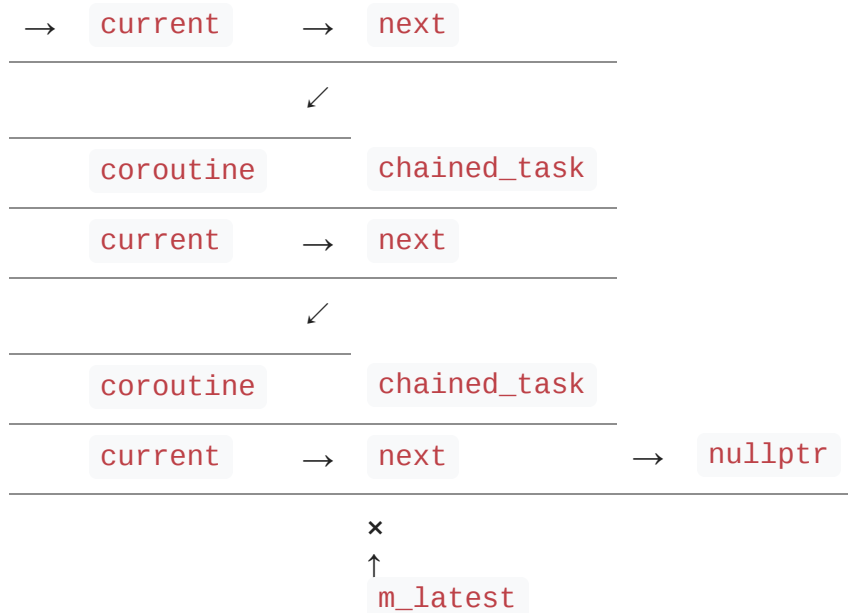 → current → next
↙
coroutine chained_task
current → next
↙
coroutine chained_task
current → next → nullptr
×
↑
m_latest